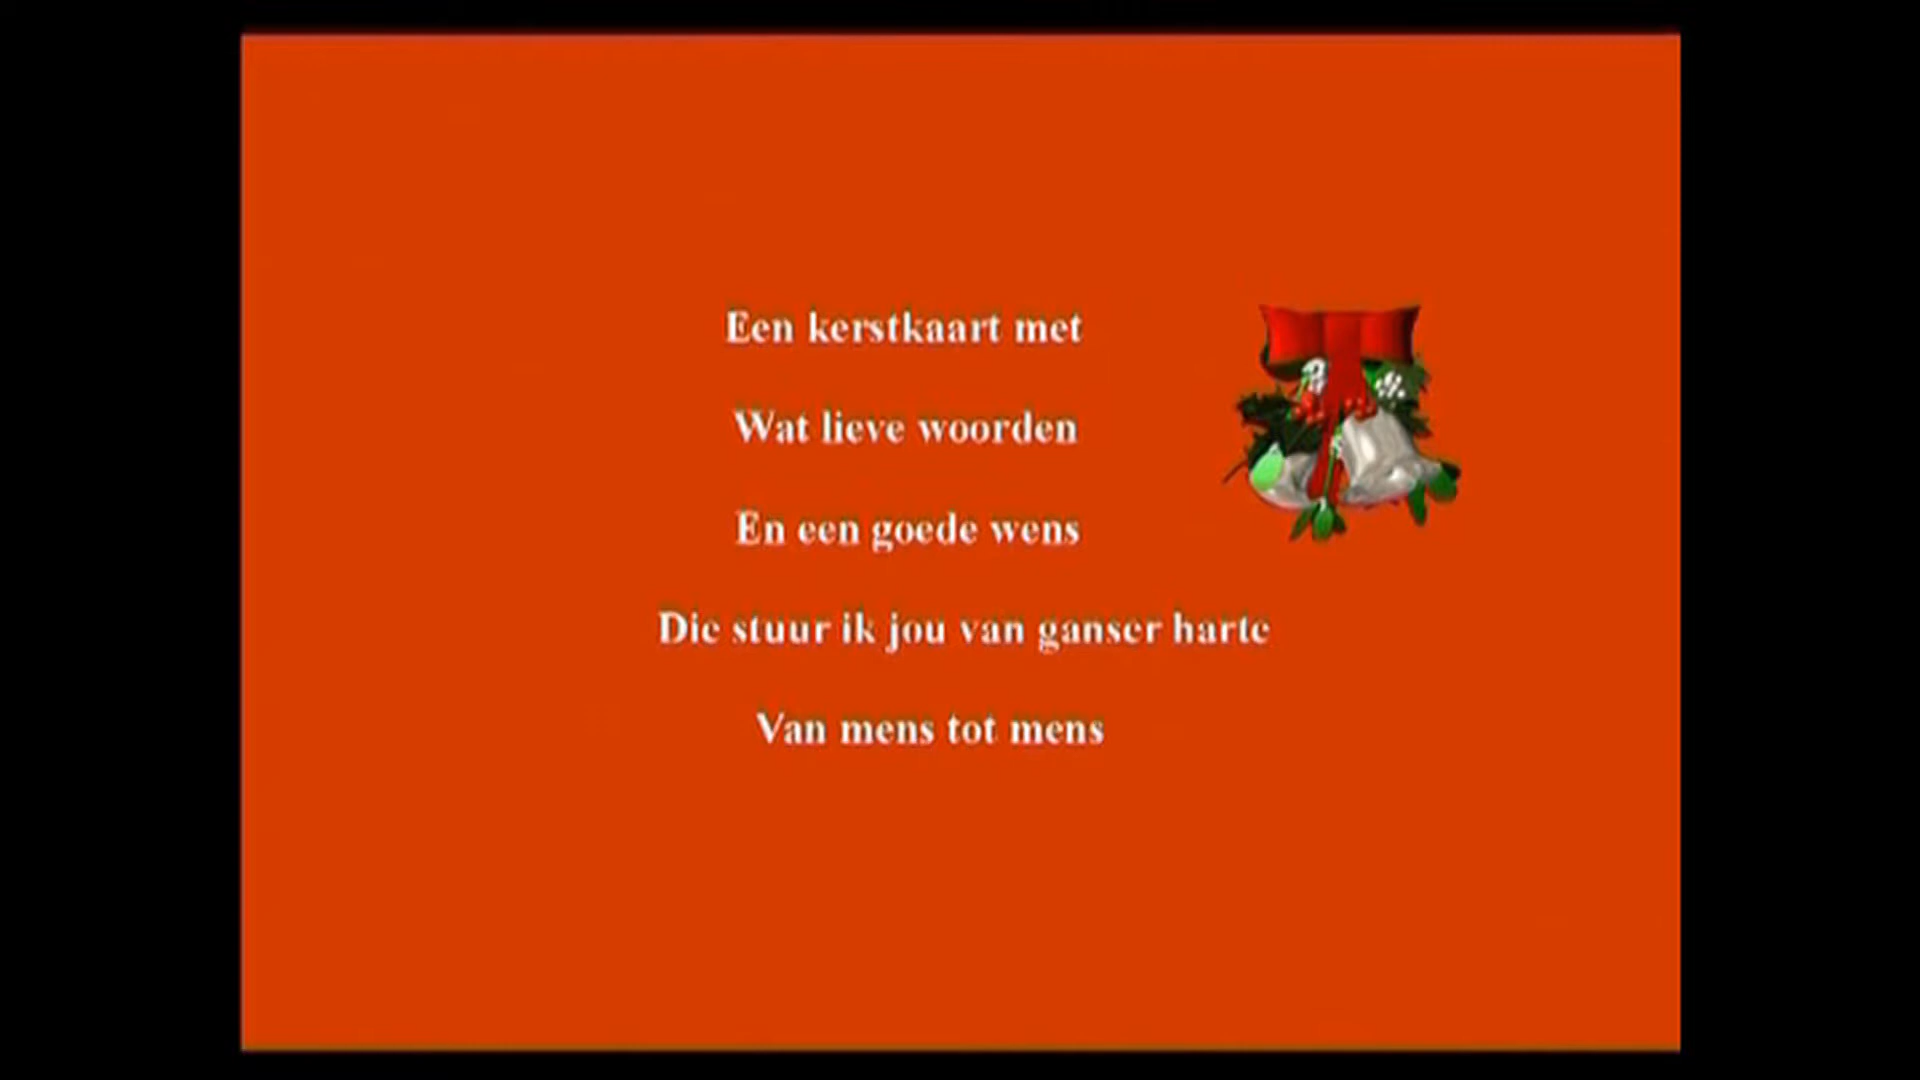 Een kerstkaart met
Wat lieve woorden
En een goede wens
Die stuur ik jou van ganser harte
Van mens tot mens